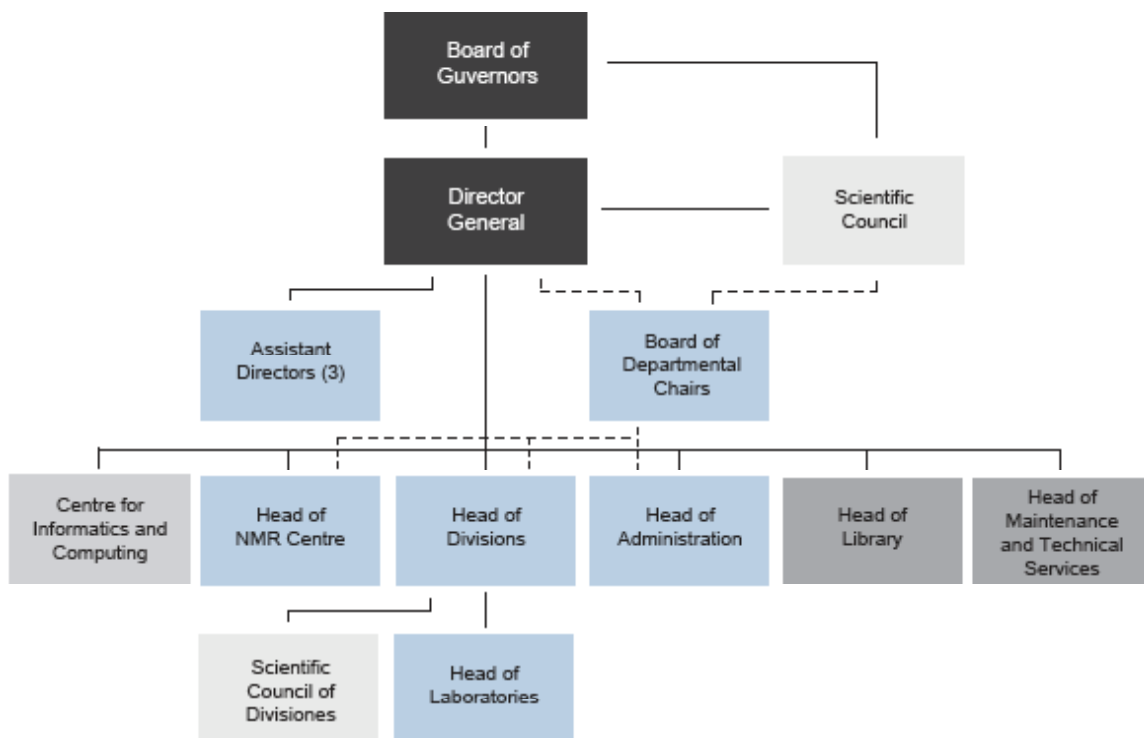 Board of
Guvernors
Director
General
Scientific
Council
Assistant
Directors (3)
Board of
Departmental
Chairs
Centre for
Informatics and
Computing
Head of
NMR Centre
Head of
Divisions
Head of
Administration
Head of
Library
Head of
Maintenance
and Technical
Services
Scientific
Council of
Divisiones
Head of
Laboratories